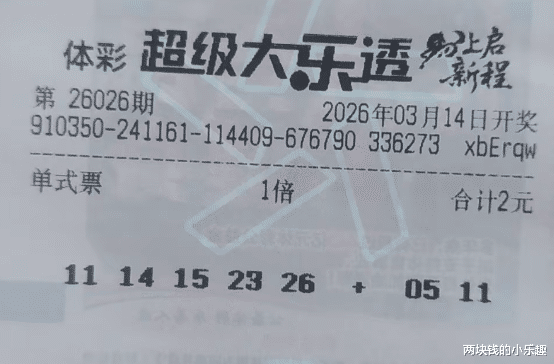 体彩 超级大乐透 马上启新程
第 26026期 2026年03月14日开奖
910350-241161-114409-676790 336273 xbErqw
单式票 1倍 合计2元
11 14 15 23 26 + 05 11
两块钱的小乐趣